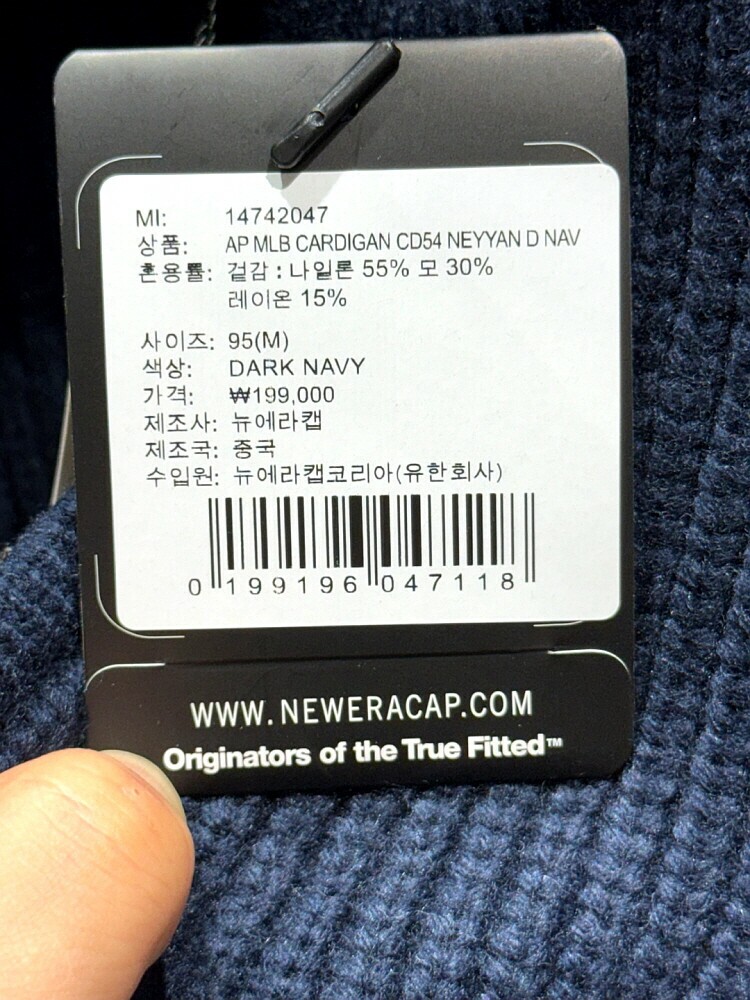 MI: 14742047
상품: AP MLB CARDIGAN CD54 NEYYAN D NAV
혼용률: 겉감 : 나일론 55% 모 30%
레이온 15%
사이즈: 95(M)
색상: DARK NAVY
가격: ₩199,000
제조사: 뉴에라캡
제조국: 중국
수입원: 뉴에라캡코리아(유한회사)
0 199196 047118
WWW.NEWERACAP.COM
Originators of the True Fitted™